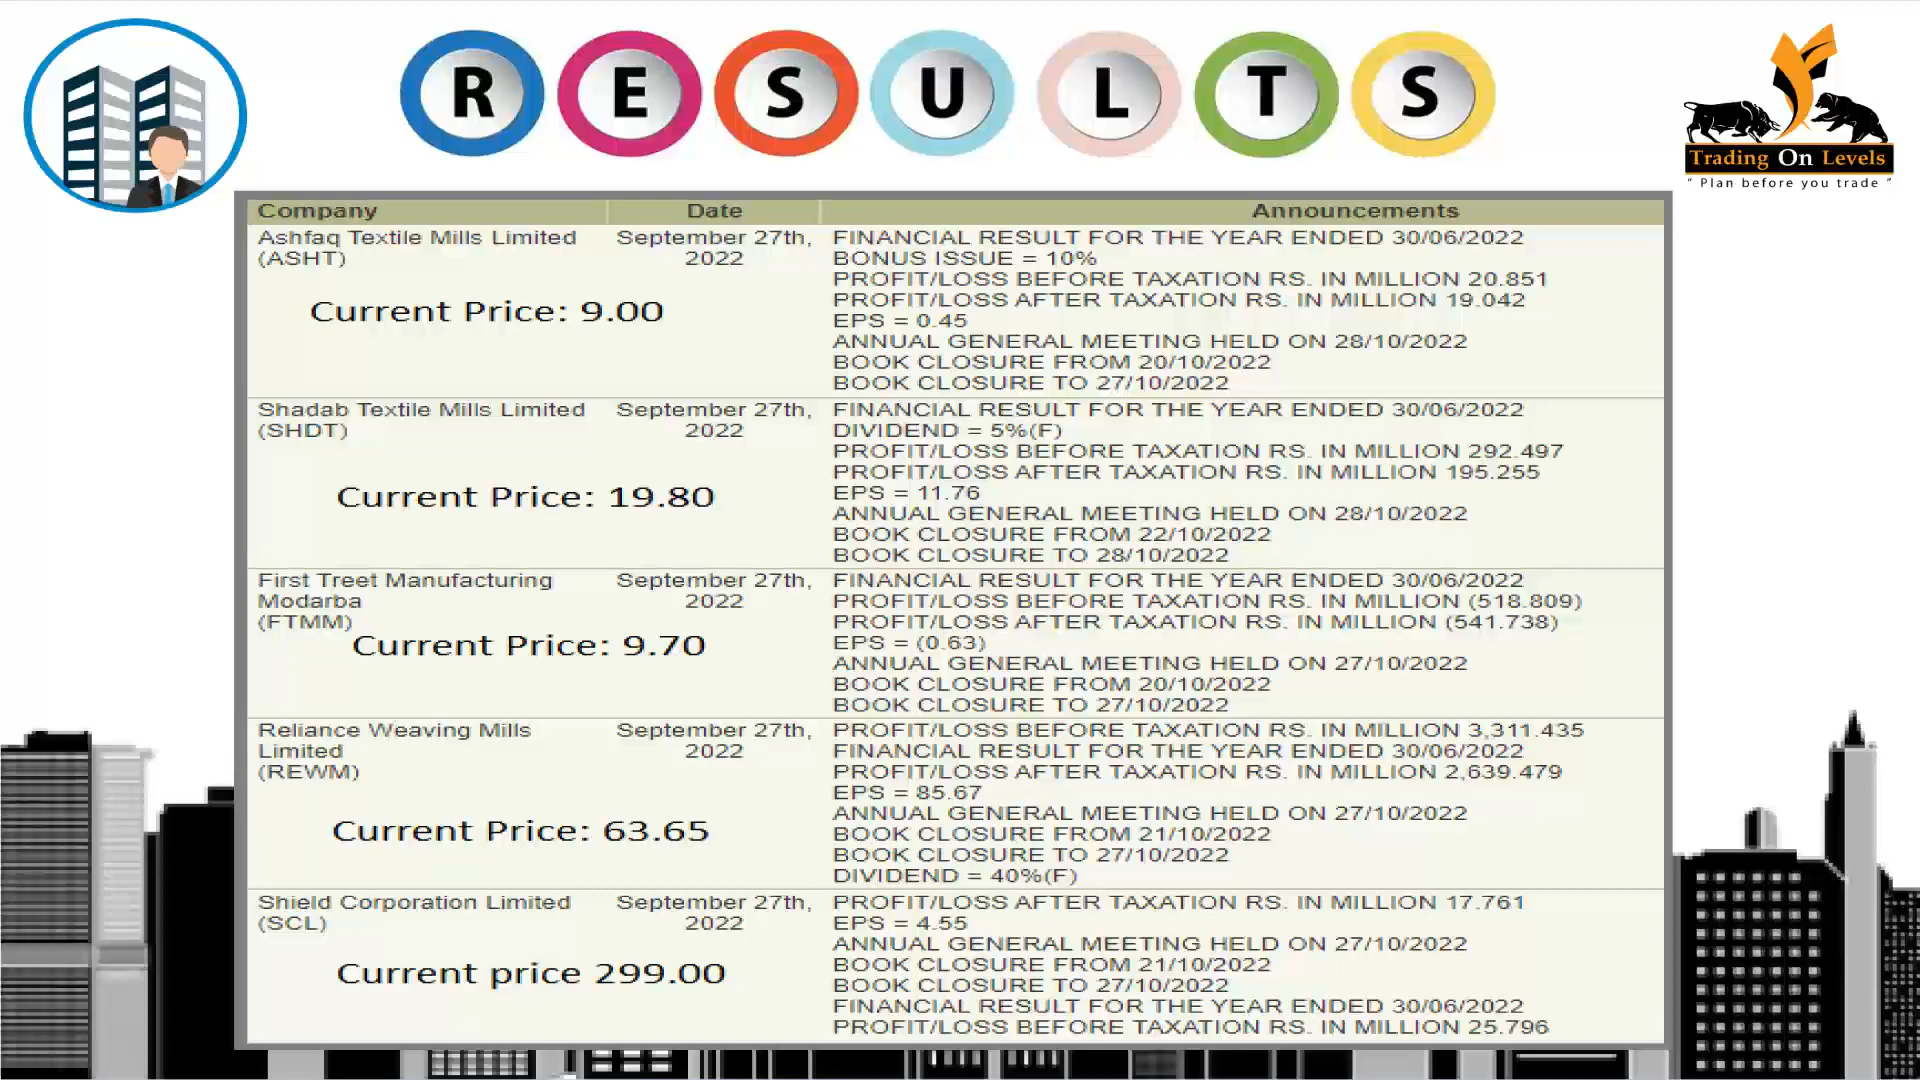 RESULTS
Trading On Levels
“ Plan before you trade ”
Company Date Announcements
Ashfaq Textile Mills Limited
(ASHT)
Current Price: 9.00
September 27th,
2022
FINANCIAL RESULT FOR THE YEAR ENDED 30/06/2022
BONUS ISSUE = 10%
PROFIT/LOSS BEFORE TAXATION RS. IN MILLION 20.851
PROFIT/LOSS AFTER TAXATION RS. IN MILLION 19.042
EPS = 0.45
ANNUAL GENERAL MEETING HELD ON 28/10/2022
BOOK CLOSURE FROM 20/10/2022
BOOK CLOSURE TO 27/10/2022
Shadab Textile Mills Limited
(SHDT)
Current Price: 19.80
September 27th,
2022
FINANCIAL RESULT FOR THE YEAR ENDED 30/06/2022
DIVIDEND = 5%(F)
PROFIT/LOSS BEFORE TAXATION RS. IN MILLION 292.497
PROFIT/LOSS AFTER TAXATION RS. IN MILLION 195.255
EPS = 11.76
ANNUAL GENERAL MEETING HELD ON 28/10/2022
BOOK CLOSURE FROM 22/10/2022
BOOK CLOSURE TO 28/10/2022
First Treet Manufacturing
Modarba
(FTMM)
Current Price: 9.70
September 27th,
2022
FINANCIAL RESULT FOR THE YEAR ENDED 30/06/2022
PROFIT/LOSS BEFORE TAXATION RS. IN MILLION (518.809)
PROFIT/LOSS AFTER TAXATION RS. IN MILLION (541.738)
EPS = (0.63)
ANNUAL GENERAL MEETING HELD ON 27/10/2022
BOOK CLOSURE FROM 20/10/2022
BOOK CLOSURE TO 27/10/2022
Reliance Weaving Mills
Limited
(REWM)
Current Price: 63.65
September 27th,
2022
PROFIT/LOSS BEFORE TAXATION RS. IN MILLION 3,311.435
FINANCIAL RESULT FOR THE YEAR ENDED 30/06/2022
PROFIT/LOSS AFTER TAXATION RS. IN MILLION 2,639.479
EPS = 85.67
ANNUAL GENERAL MEETING HELD ON 27/10/2022
BOOK CLOSURE FROM 21/10/2022
BOOK CLOSURE TO 27/10/2022
DIVIDEND = 40%(F)
Shield Corporation Limited
(SCL)
Current price 299.00
September 27th,
2022
PROFIT/LOSS AFTER TAXATION RS. IN MILLION 17.761
EPS = 4.55
ANNUAL GENERAL MEETING HELD ON 27/10/2022
BOOK CLOSURE FROM 21/10/2022
BOOK CLOSURE TO 27/10/2022
FINANCIAL RESULT FOR THE YEAR ENDED 30/06/2022
PROFIT/LOSS BEFORE TAXATION RS. IN MILLION 25.796